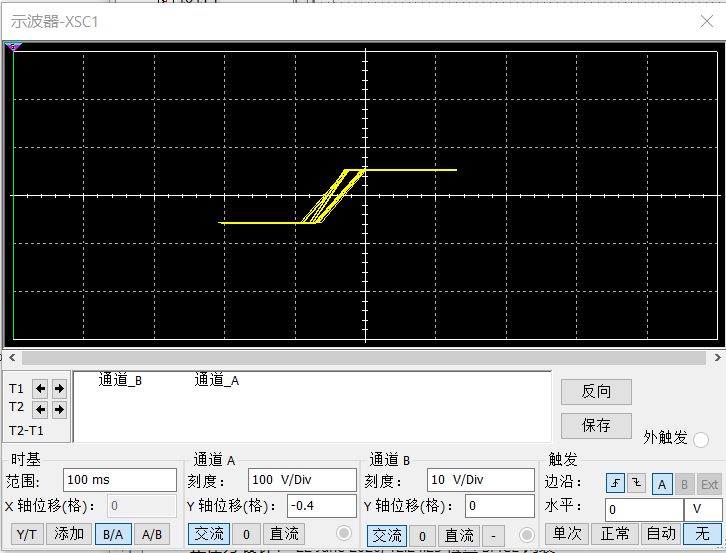 示波器-XSC1
T1
T2
T2-T1
通道_B 通道_A
反向
保存
外触发
时基
范围: 100 ms
X 轴位移(格): 0
Y/T 添加 B/A A/B
通道 A
刻度: 100 V/Div
Y 轴位移(格): -0.4
交流 0 直流
通道 B
刻度: 10 V/Div
Y 轴位移(格): 0
交流 0 直流 -
触发
边沿: A B Ext
水平: 0 V
单次 正常 自动 无